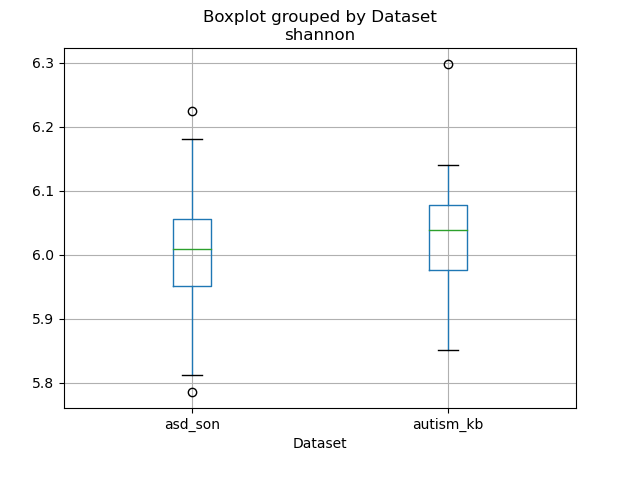 Boxplot grouped by Dataset
shannon
6.3
6.2
6.1
6.0
5.9
5.8
asd_son autism_kb
Dataset